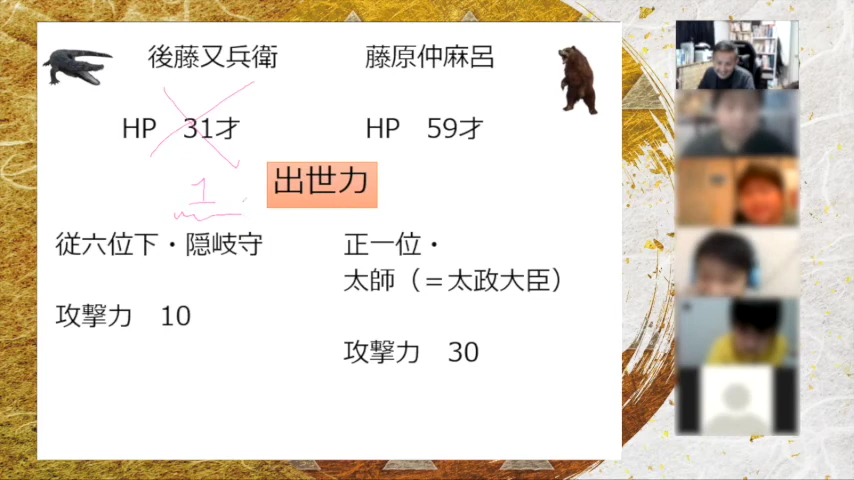 後藤又兵衛 藤原仲麻呂
HP 31才 HP 59才
1
出世力
従六位下・隠岐守 正一位・
太師（＝太政大臣）
攻撃力 10
攻撃力 30